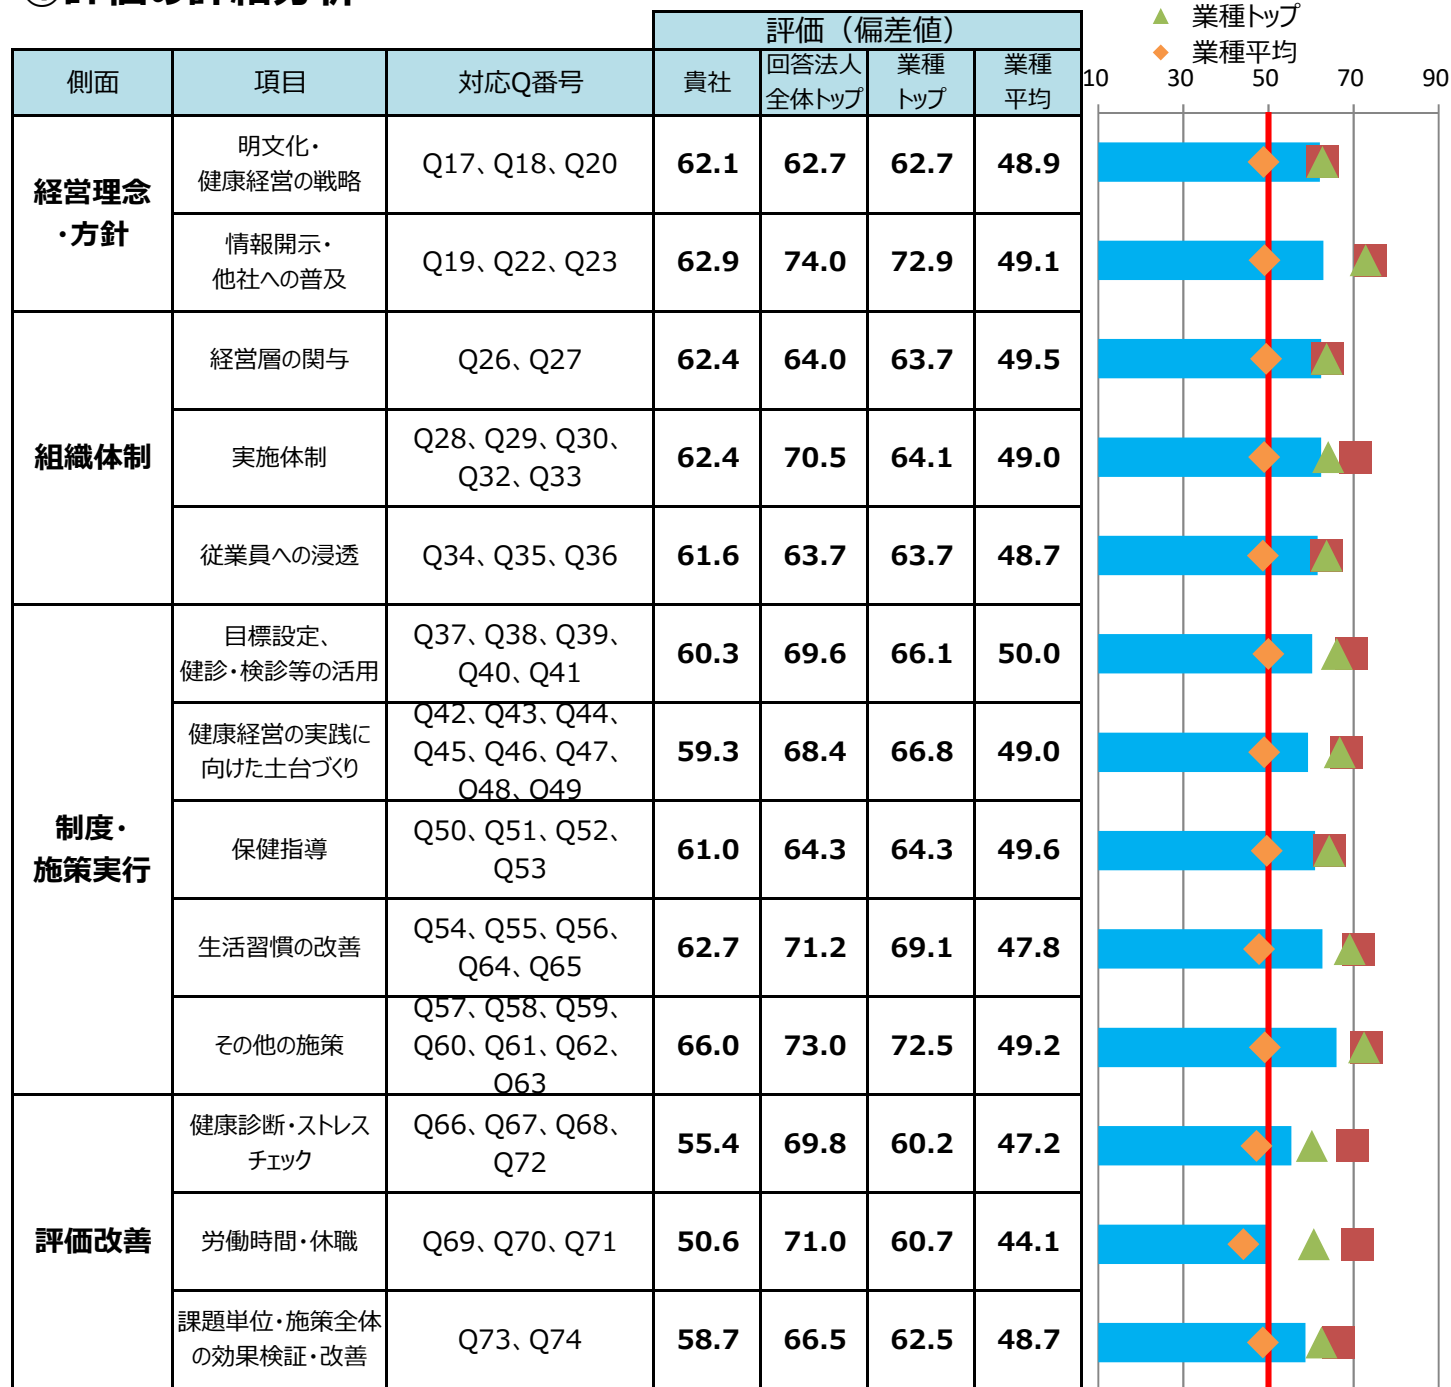 評価の詳細分析
▲ 業種トップ
◆ 業種平均
評価（偏差値）
側面 項目 対応Q番号 貴社 回答法人 業種 業種
全体トップ トップ 平均
10 30 50 70 90
経営理念
・方針
明文化・
健康経営の戦略
Q17、Q18、Q20 62.1 62.7 62.7 48.9
情報開示・
他社への普及
Q19、Q22、Q23 62.9 74.0 72.9 49.1
組織体制
経営層の関与 Q26、Q27 62.4 64.0 63.7 49.5
実施体制
Q28、Q29、Q30、
Q32、Q33
62.4 70.5 64.1 49.0
従業員への浸透 Q34、Q35、Q36 61.6 63.7 63.7 48.7
制度・
施策実行
目標設定、
健診・検診等の活用
Q37、Q38、Q39、
Q40、Q41
60.3 69.6 66.1 50.0
健康経営の実践に
向けた土台づくり
Q42、Q43、Q44、
Q45、Q46、Q47、
Q48、Q49
59.3 68.4 66.8 49.0
保健指導
Q50、Q51、Q52、
Q53
61.0 64.3 64.3 49.6
生活習慣の改善
Q54、Q55、Q56、
Q64、Q65
62.7 71.2 69.1 47.8
その他の施策
Q57、Q58、Q59、
Q60、Q61、Q62、
Q63
66.0 73.0 72.5 49.2
評価改善
健康診断・ストレス
チェック
Q66、Q67、Q68、
Q72
55.4 69.8 60.2 47.2
労働時間・休職 Q69、Q70、Q71 50.6 71.0 60.7 44.1
課題単位・施策全体
の効果検証・改善
Q73、Q74 58.7 66.5 62.5 48.7